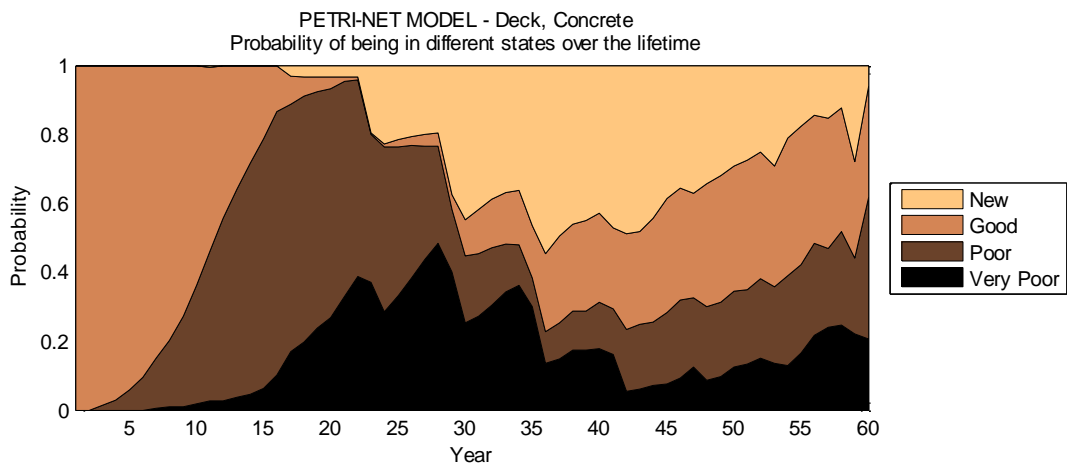 PETRI-NET MODEL - Deck, Concrete
Probability of being in different states over the lifetime
1
0.8
0.6
0.4
0.2
0
Probability
5 10 15 20 25 30 35 40 45 50 55 60
Year
New
Good
Poor
Very Poor